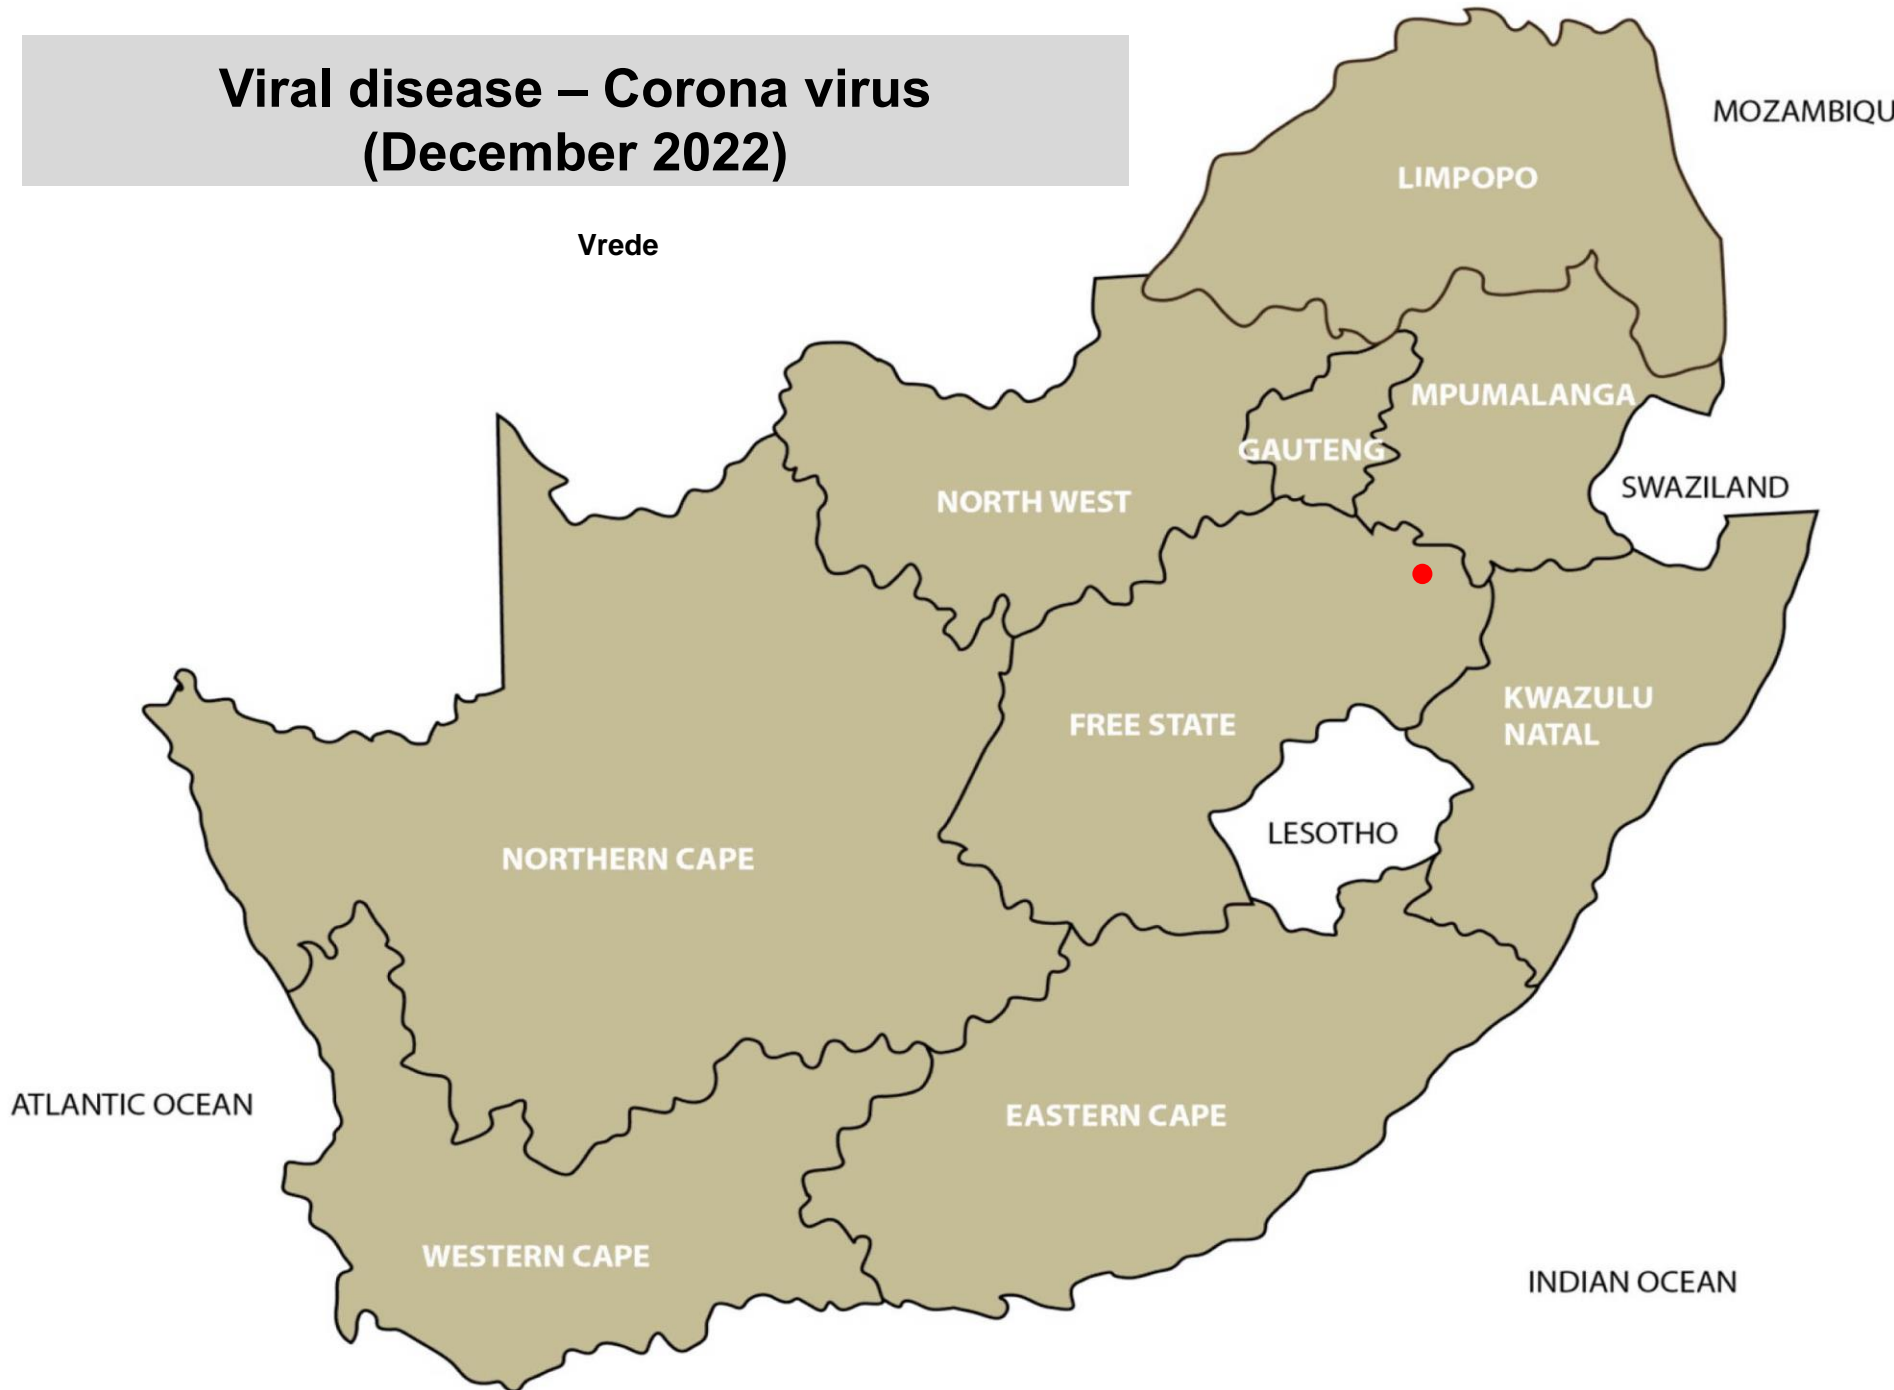 Viral disease – Corona virus
(December 2022)
MOZAMBIQU
LIMPOPO
Vrede
MPUMALANGA
GAUTENG
SWAZILAND
NORTH WEST
KWAZULU
NATAL
FREE STATE
LESOTHO
NORTHERN CAPE
ATLANTIC OCEAN
EASTERN CAPE
WESTERN CAPE
INDIAN OCEAN